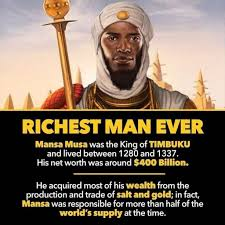 RICHEST MAN EVER
Mansa Musa was the King of TIMBUKU
and lived between 1280 and 1337.
His net worth was around $400 Billion.
He acquired most of his wealth from the
production and trade of salt and gold; in fact,
Mansa was responsible for more than half of the
world's supply at the time.